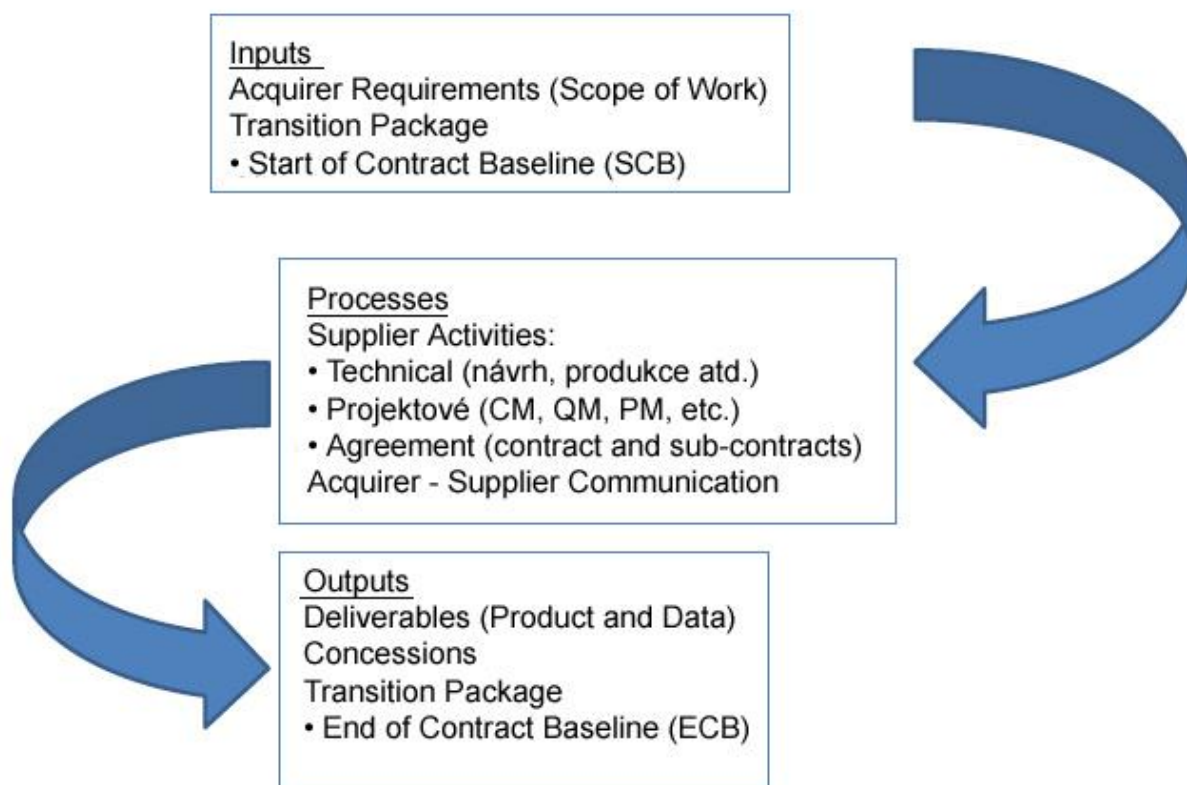 Inputs
Acquirer Requirements (Scope of Work)
Transition Package
• Start of Contract Baseline (SCB)
Processes
Supplier Activities:
• Technical (návrh, produkce atd.)
• Projektové (CM, QM, PM, etc.)
• Agreement (contract and sub-contracts)
Acquirer - Supplier Communication
Outputs
Deliverables (Product and Data)
Concessions
Transition Package
• End of Contract Baseline (ECB)